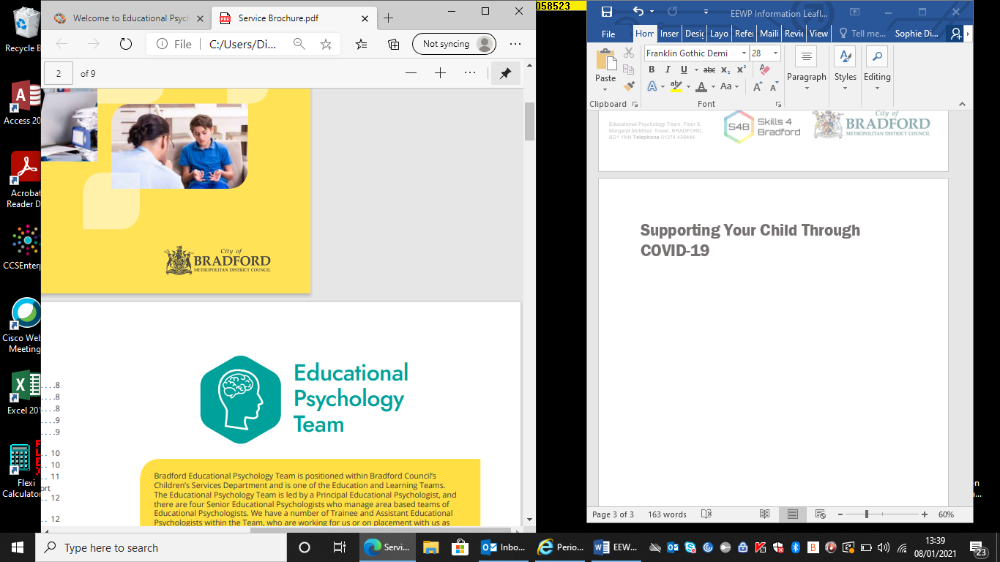 Recycle B
Access 20
Acrobat
Reader D
CCSEnterp
Cisco Web
Meeting
Excel 201
Flexi
Calculator
058523
Welcome to Educational Psych
Service Brochure.pdf
File
C:/Users/Di...
Not syncing
2
of 9
City of
BRADFORD
METROPOLITAN DISTRICT COUNCIL
Educational
Psychology
Team
....8
....8
....8
....9
....9
.. 10
.. 10
.. 11
ort
.. 12
.. 12
Bradford Educational Psychology Team is positioned within Bradford Council's
Children's Services Department and is one of the Education and Learning Teams.
The Educational Psychology Team is led by a Principal Educational Psychologist, and
there are four Senior Educational Psychologists who manage area based teams of
Educational Psychologists. We have a number of Trainee and Assistant Educational
Psychologists within the Team, who are working for us or on placement with us as
EEWP Information Leafl...
File
Hom
Inser
Desig
Layo
Refer
Maili
Revie
View
Tell me...
Sophie Di...
Paste
Clipboard
Franklin Gothic Demi
28
B I U abc x₂ x²
A ab A Aa A A
Font
Paragraph
Styles
Editing
Educational Psychology Team, Floor 5,
Margaret McMillan Tower, BRADFORD,
BD1 1NN Telephone 01274 439444
S4B
Skills 4
Bradford
City of
BRADFORD
METROPOLITAN DISTRICT COUNCIL
Supporting Your Child Through
COVID-19
Page 3 of 3
163 words
60%
Type here to search
Servi...
Inbo...
Perio...
EEW...
13:39
08/01/2021
23